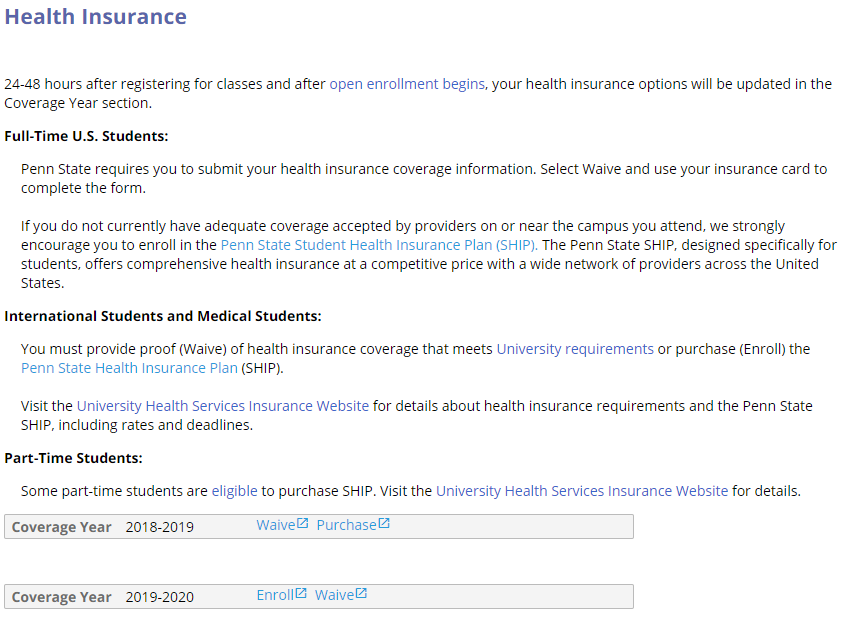 Health Insurance
24-48 hours after registering for classes and after open enrollment begins, your health insurance options will be updated in the
Coverage Year section.
Full-Time U.S. Students:
Penn State requires you to submit your health insurance coverage information. Select Waive and use your insurance card to
complete the form.
If you do not currently have adequate coverage accepted by providers on or near the campus you attend, we strongly
encourage you to enroll in the Penn State Student Health Insurance Plan (SHIP). The Penn State SHIP, designed specifically for
students, offers comprehensive health insurance at a competitive price with a wide network of providers across the United
States.
International Students and Medical Students:
You must provide proof (Waive) of health insurance coverage that meets University requirements or purchase (Enroll) the
Penn State Health Insurance Plan (SHIP).
Visit the University Health Services Insurance Website for details about health insurance requirements and the Penn State
SHIP, including rates and deadlines.
Part-Time Students:
Some part-time students are eligible to purchase SHIP. Visit the University Health Services Insurance Website for details.
Coverage Year 2018-2019 Waive Purchase
Coverage Year 2019-2020 Enroll Waive